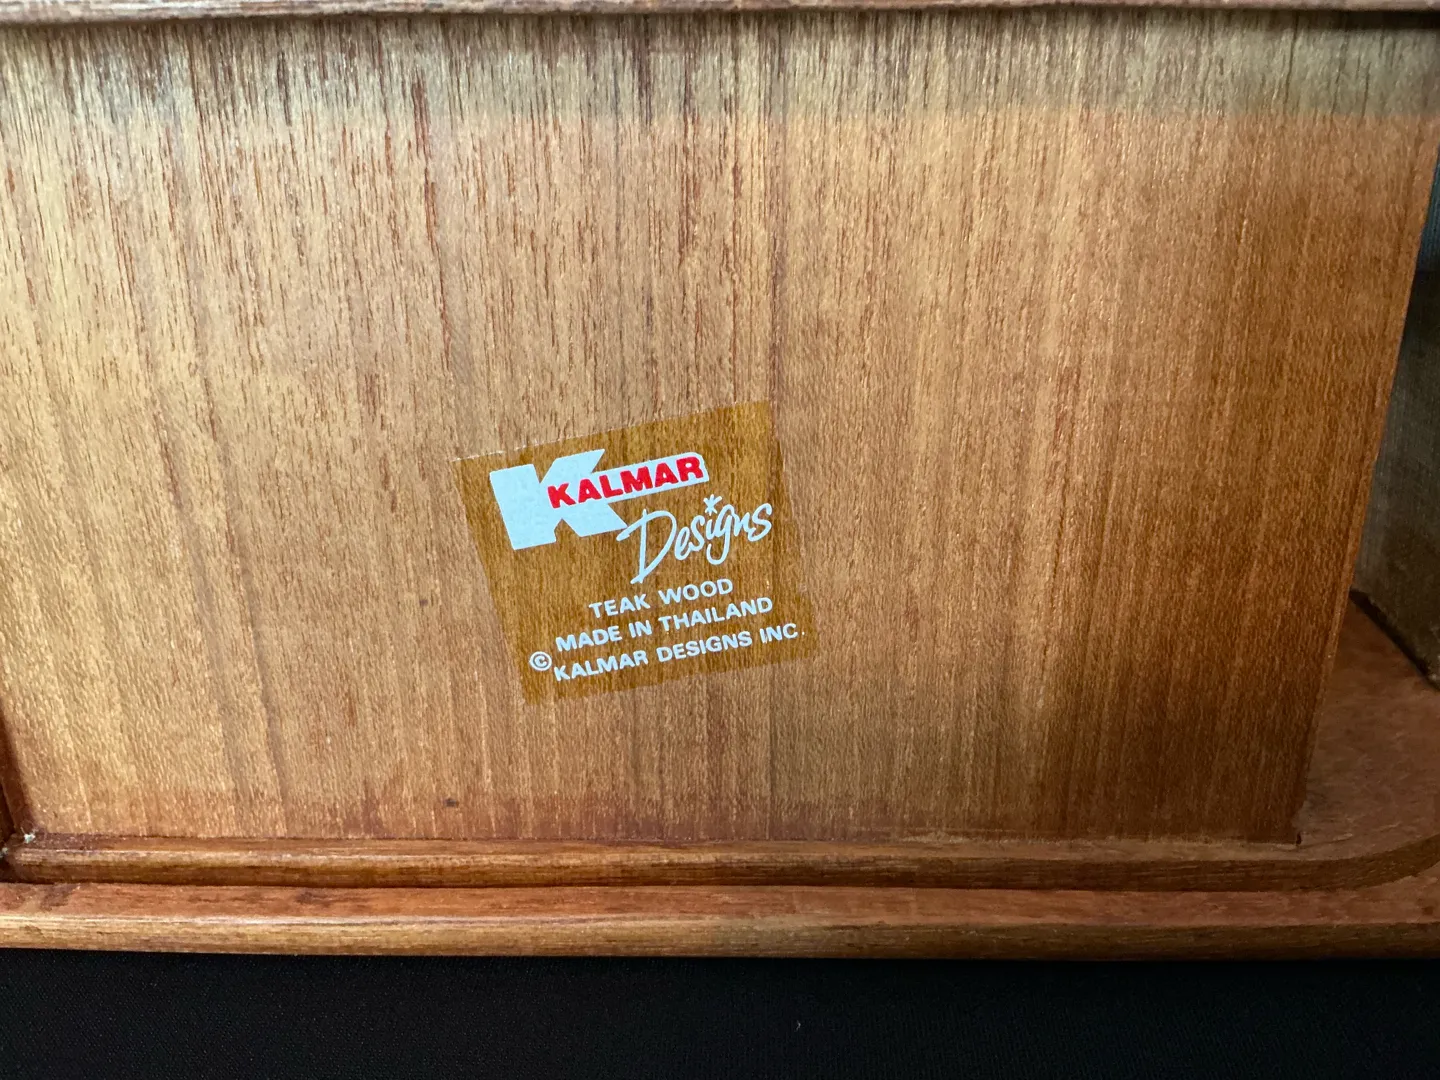 K KALMAR
Designs
TEAK WOOD
MADE IN THAILAND
© KALMAR DESIGNS INC.